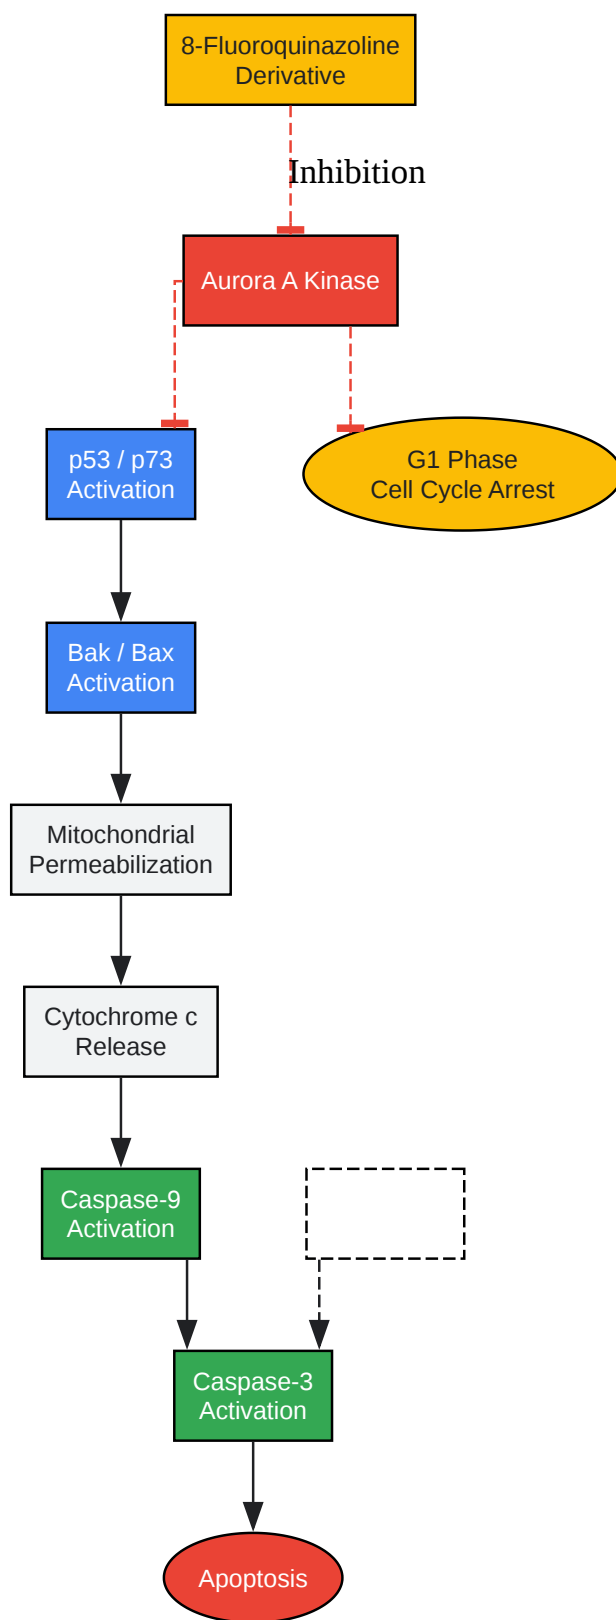 8-Fluoroquinazoline
Derivative
Inhibition
Aurora A Kinase
p53 / p73
Activation
G1 Phase
Cell Cycle Arrest
Bak / Bax
Activation
Mitochondrial
Permeabilization
Cytochrome c
Release
Caspase-9
Activation
Caspase-3
Activation
Apoptosis